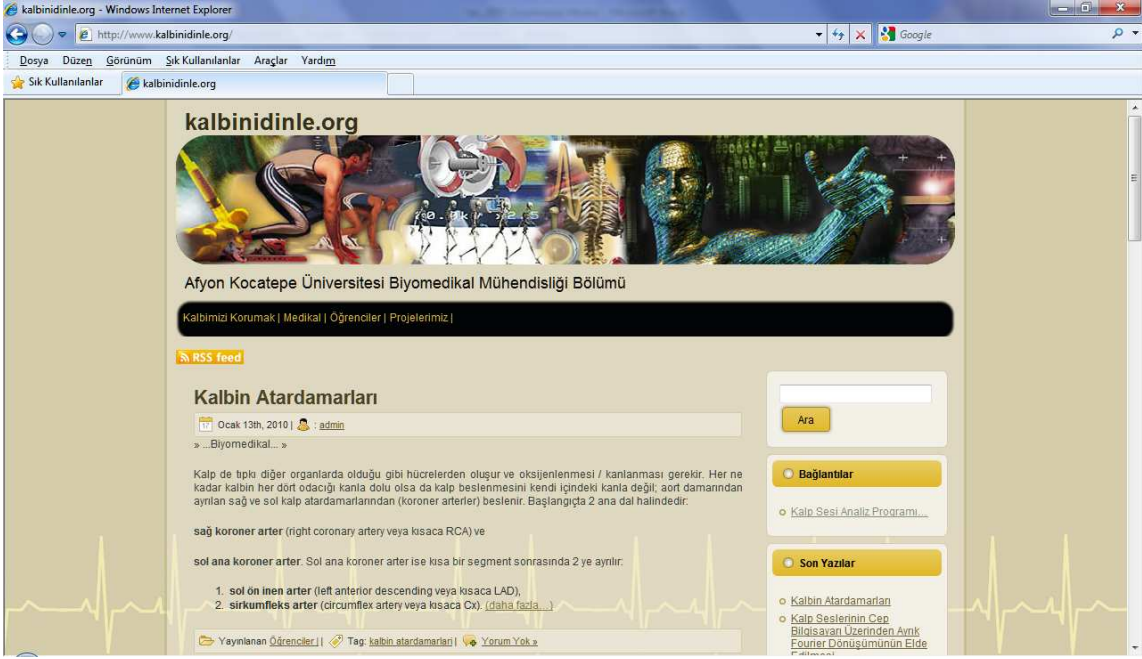 kalbinidinle.org - Windows Internet Explorer
http://www.kalbinidinle.org/
Google
Dosya Düzen Görünüm Sık Kullanılanlar Araçlar Yardım
Sık Kullanılanlar
kalbinidinle.org
kalbinidinle.org
Afyon Kocatepe Üniversitesi Biyomedikal Mühendisliği Bölümü
Kalbimizi Korumak | Medikal | Öğrenciler | Projelerimiz |
RSS feed
Kalbin Atardamarları
17 Ocak 13th, 2010 | : admin
» ...Biyomedikal... »
Kalp de tıpkı diğer organlarda olduğu gibi hücrelerden oluşur ve oksijenlenmesi / kanlanması gerekir. Her ne
kadar kalbin her dört odacığı kanla dolu olsa da kalp beslenmesini kendi içindeki kanla değil; aort damarından
ayrılan sağ ve sol kalp atardamarlarından (koroner arterler) beslenir. Başlangıçta 2 ana dal halindedir:
sağ koroner arter (right coronary artery veya kısaca RCA) ve
sol ana koroner arter. Sol ana koroner arter ise kısa bir segment sonrasında 2 ye ayrılır:
1. sol ön inen arter (left anterior descending veya kısaca LAD),
2. sirkumfleks arter (circumflex artery veya kısaca Cx). (daha fazla...)
Yayınlanan Öğrenciler | | Tag: kalbin atardamarlari | Yorum Yok »
Ara
Bağlantılar
Kalp Sesi Analiz Programı...
Son Yazılar
Kalbin Atardamarları
Kalp Seslerinin Cep
Bilgisayarı Üzerinden Ayrık
Fourier Dönüşümünün Elde
Edilmesi